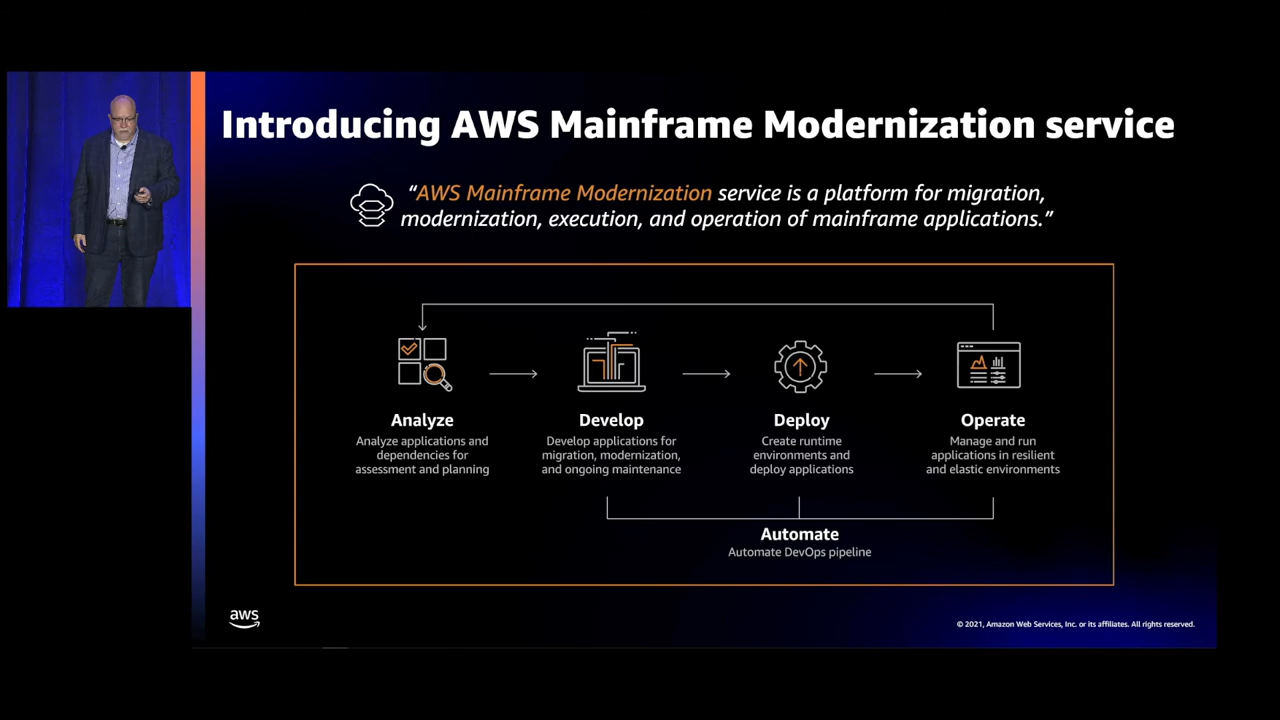 Introducing AWS Mainframe Modernization service
“AWS Mainframe Modernization service is a platform for migration,
modernization, execution, and operation of mainframe applications.”
Analyze
Analyze applications and
dependencies for
assessment and planning
Develop
Develop applications for
migration, modernization,
and ongoing maintenance
Deploy
Create runtime
environments and
deploy applications
Operate
Manage and run
applications in resilient
and elastic environments
Automate
Automate DevOps pipeline
aws
© 2021, Amazon Web Services, Inc. or its affiliates. All rights reserved.